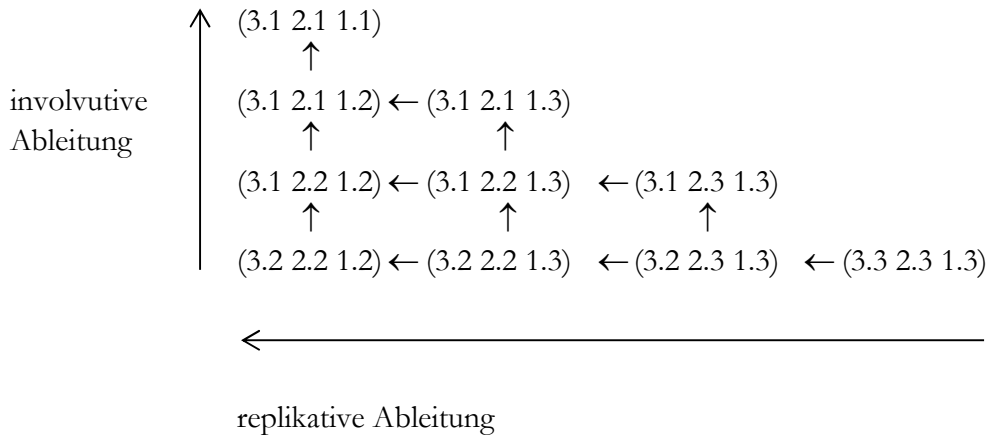 (3.1 2.1 1.1)
↑
involvutive (3.1 2.1 1.2) ← (3.1 2.1 1.3)
Ableitung ↑ ↑
(3.1 2.2 1.2) ← (3.1 2.2 1.3) ← (3.1 2.3 1.3)
↑ ↑ ↑
(3.2 2.2 1.2) ← (3.2 2.2 1.3) ← (3.2 2.3 1.3) ← (3.3 2.3 1.3)
replikative Ableitung